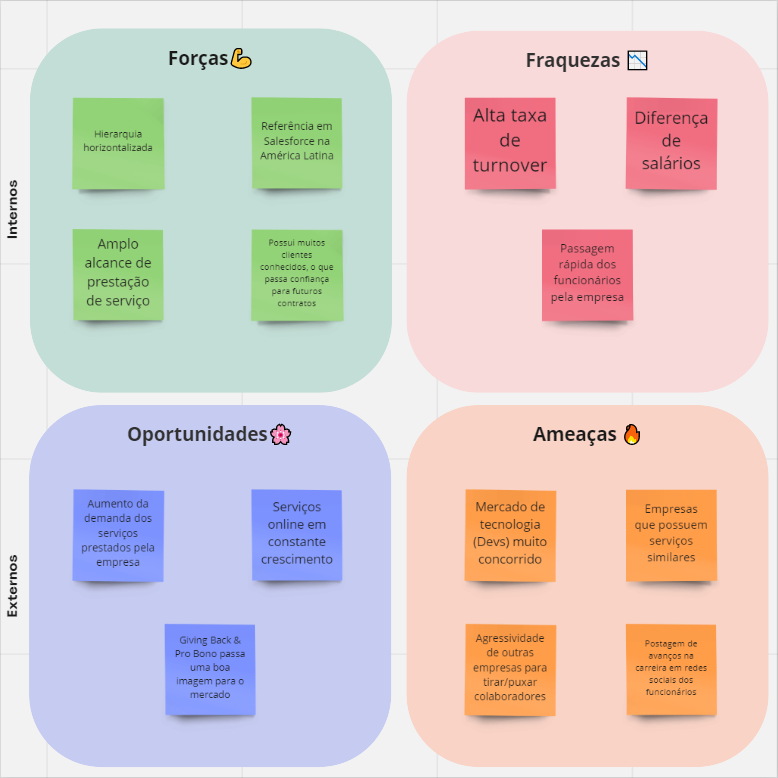 Forças💪
Fraquezas 📉
Internos
Hierarquia
horizontalizada
Referência em
Salesforce na
América Latina
Alta taxa
de
turnover
Diferença
de
salários
Amplo
alcance de
prestação
de serviço
Possui muitos
clientes
conhecidos, o que
passa confiança
para futuros
contratos
Passagem
rápida dos
funcionários
pela empresa
Oportunidades🌸
Ameaças 🔥
Externos
Aumento da
demanda dos
serviços
prestados pela
empresa
Serviços
online em
constante
crescimento
Mercado de
tecnologia
(Devs) muito
concorrido
Empresas
que possuem
serviços
similares
Giving Back &
Pro Bono passa
uma boa
imagem para o
mercado
Agressividade
de outras
empresas para
tirar/puxar
colaboradores
Postagem de
avanços na
carreira em redes
sociais dos
funcionários